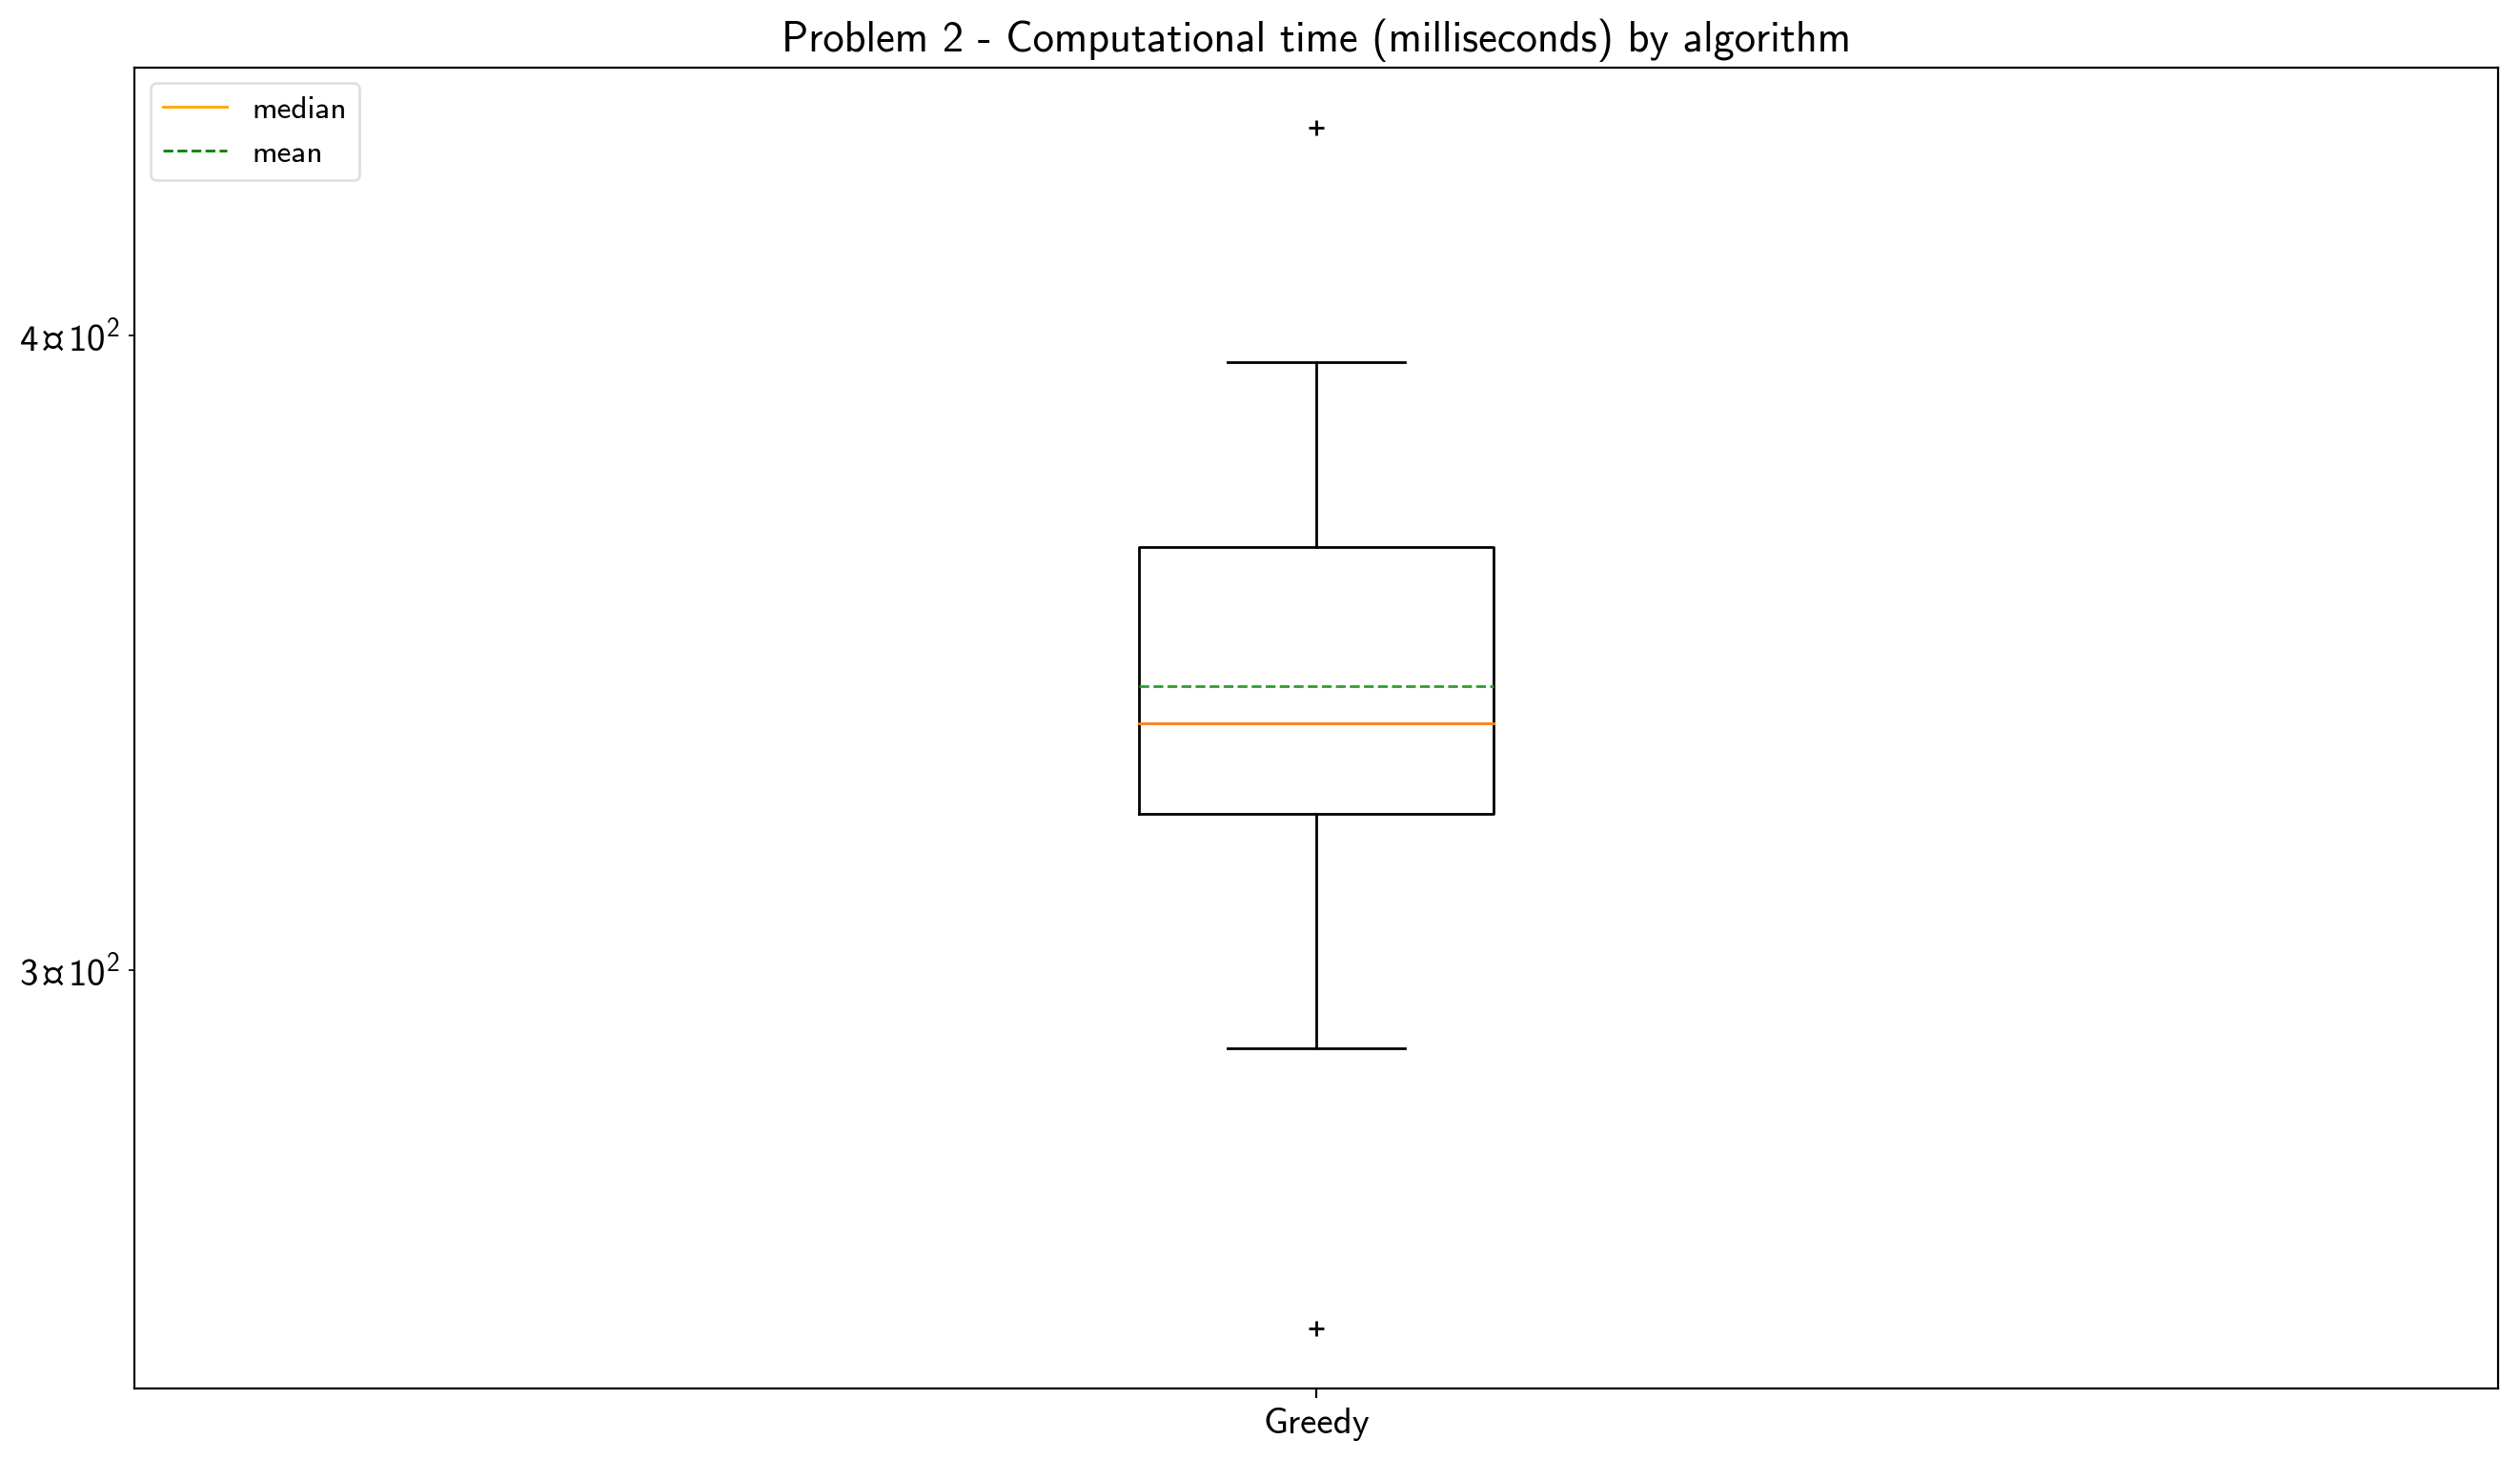 Problem 2 - Computational time (milliseconds) by algorithm
median
mean
4¤10²
3¤10²
Greedy